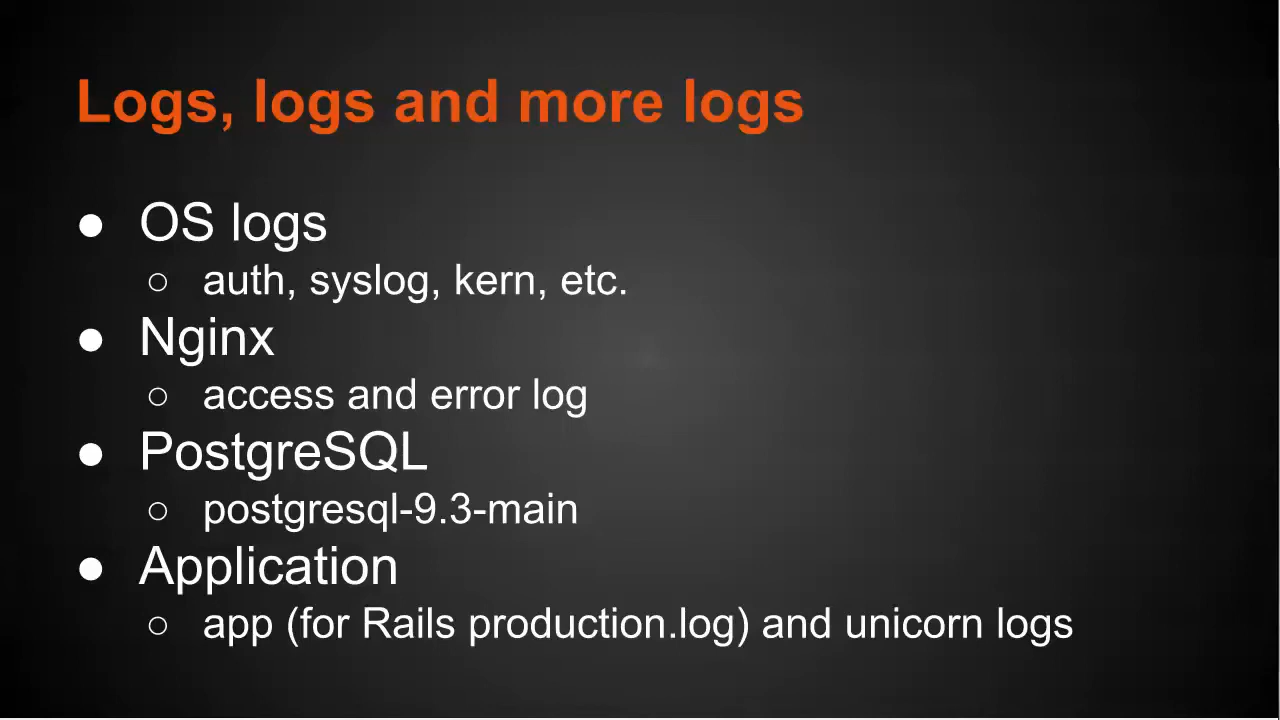 Logs, logs and more logs
● OS logs
○ auth, syslog, kern, etc.
● Nginx
○ access and error log
● PostgreSQL
○ postgresql-9.3-main
● Application
○ app (for Rails production.log) and unicorn logs